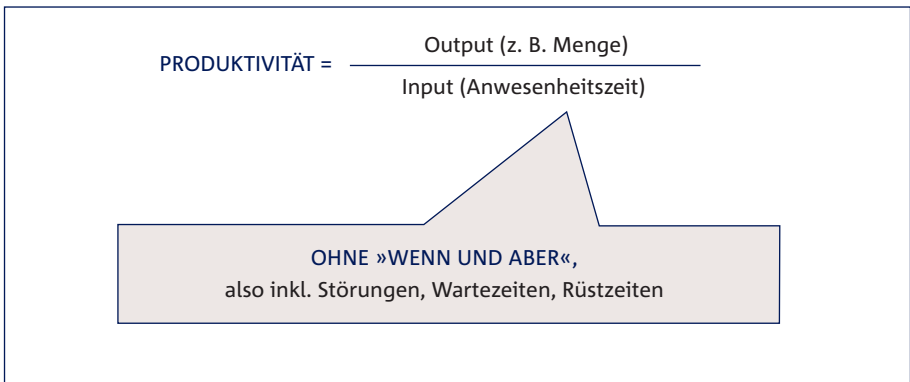 Output (z. B. Menge)
PRODUKTIVITÄT =
Input (Anwesenheitszeit)
OHNE »WENN UND ABER«,
also inkl. Störungen, Wartezeiten, Rüstzeiten